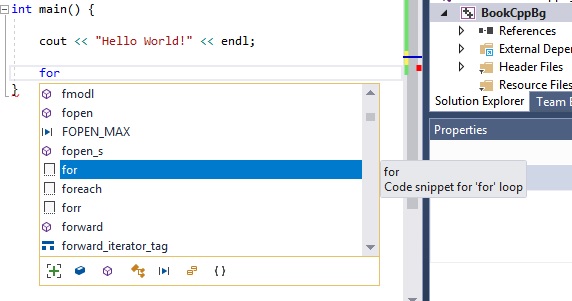 int main() {
cout << "Hello World!" << endl;
for
}
fmodl
fopen
FOPEN_MAX
fopen_s
for
foreach
forr
forward
forward_iterator_tag
{ }
for
Code snippet for 'for' loop
BookCppBg
References
External Depe
Header Files
Resource Files
Solution Explorer
Team E
Properties